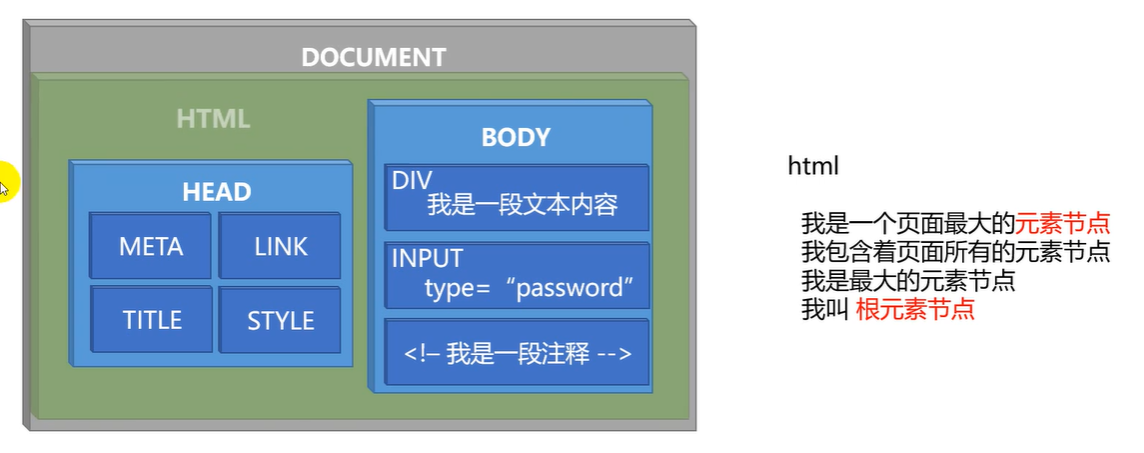 DOCUMENT
HTML
HEAD
META
LINK
TITLE
STYLE
BODY
DIV
我是一段文本内容
INPUT
type=“password”
<!– 我是一段注释 -->
html
我是一个页面最大的元素节点
我包含着页面所有的元素节点
我是最大的元素节点
我叫 根元素节点